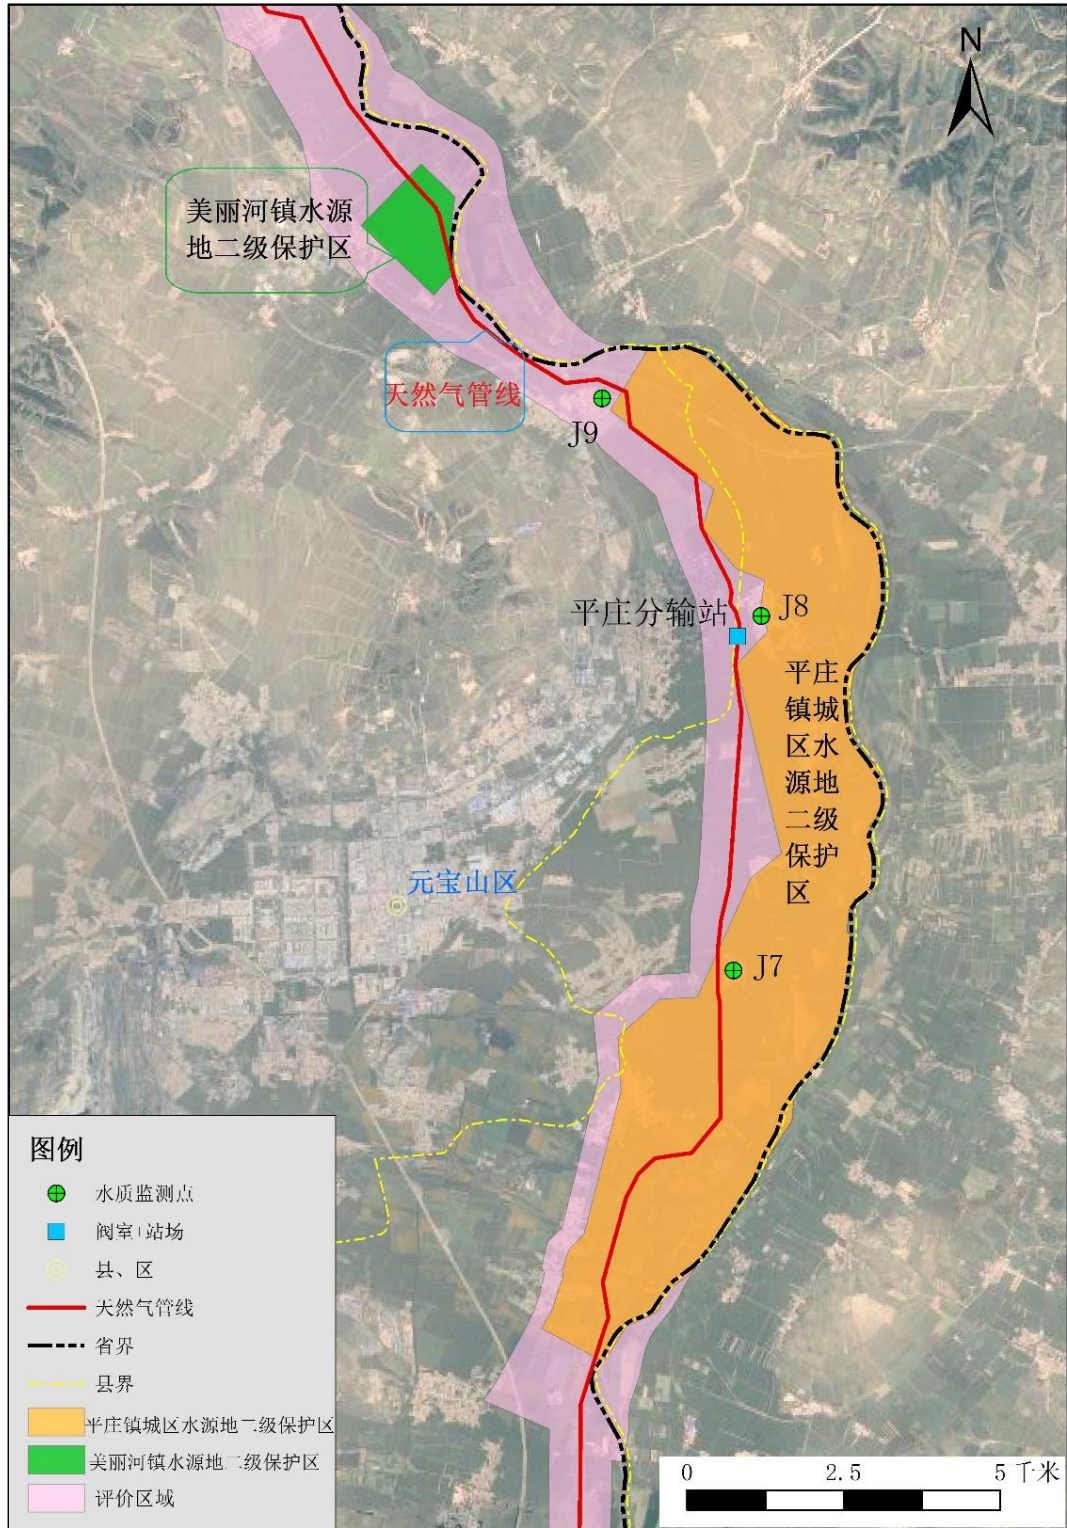 N
美丽河镇水源
地二级保护区
天然气管线
J9
平庄分输站
J8
平庄
镇城
区水
源地
二级
保护
区
元宝山区
J7
图例
水质监测点
阀室、站场
县、区
天然气管线
省界
县界
平庄镇城区水源地二级保护区
美丽河镇水源地二级保护区
评价区域
0 2.5 5 千米